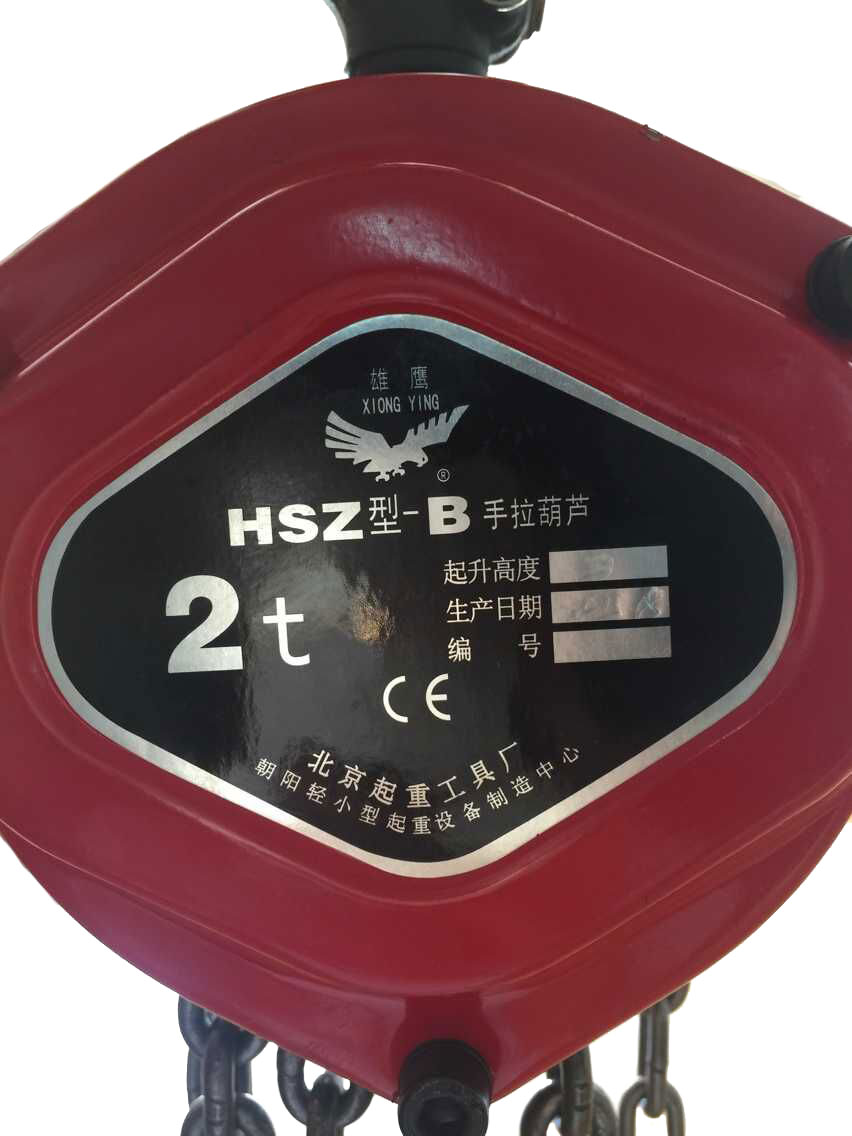 雄鹰
XIONG YING
®
HSZ型-B 手拉葫芦
2t
起升高度 3
生产日期
编 号
CE
北京起重工具厂
朝阳轻小型起重设备制造中心